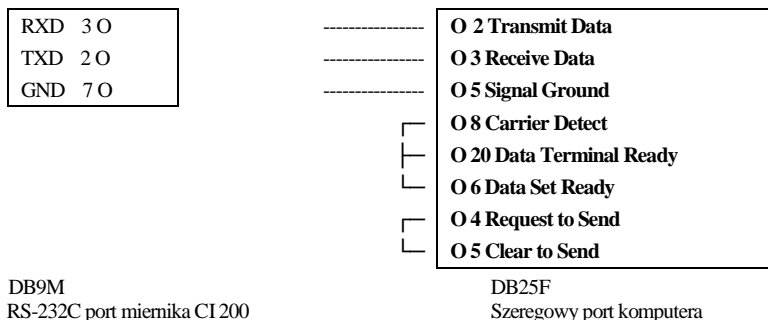 RXD 3 O ---------------- O 2 Transmit Data
TXD 2 O ---------------- O 3 Receive Data
GND 7 O ---------------- O 5 Signal Ground
O 8 Carrier Detect
O 20 Data Terminal Ready
O 6 Data Set Ready
O 4 Request to Send
O 5 Clear to Send
DB9M DB25F
RS-232C port miernika CI 200 Szeregowy port komputera